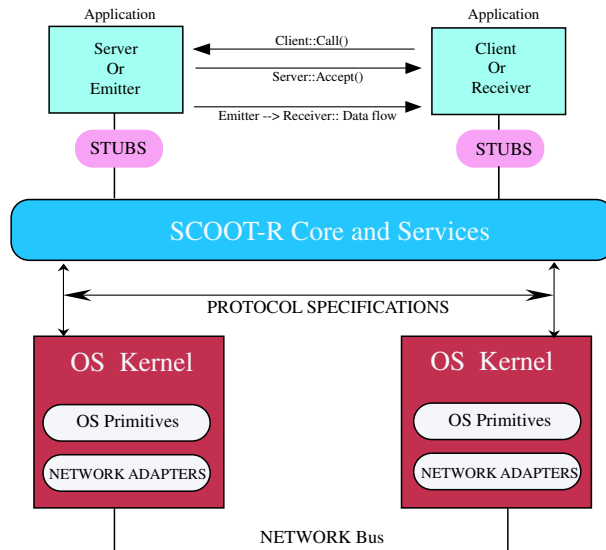 Application
Application
Client::Call()
Server
Or
Emitter
Client
Or
Receiver
Server::Accept()
Emitter --> Receiver:: Data flow
STUBS
STUBS
SCOOT-R Core and Services
PROTOCOL SPECIFICATIONS
OS Kernel
OS Kernel
OS Primitives
OS Primitives
NETWORK ADAPTERS
NETWORK ADAPTERS
NETWORK Bus